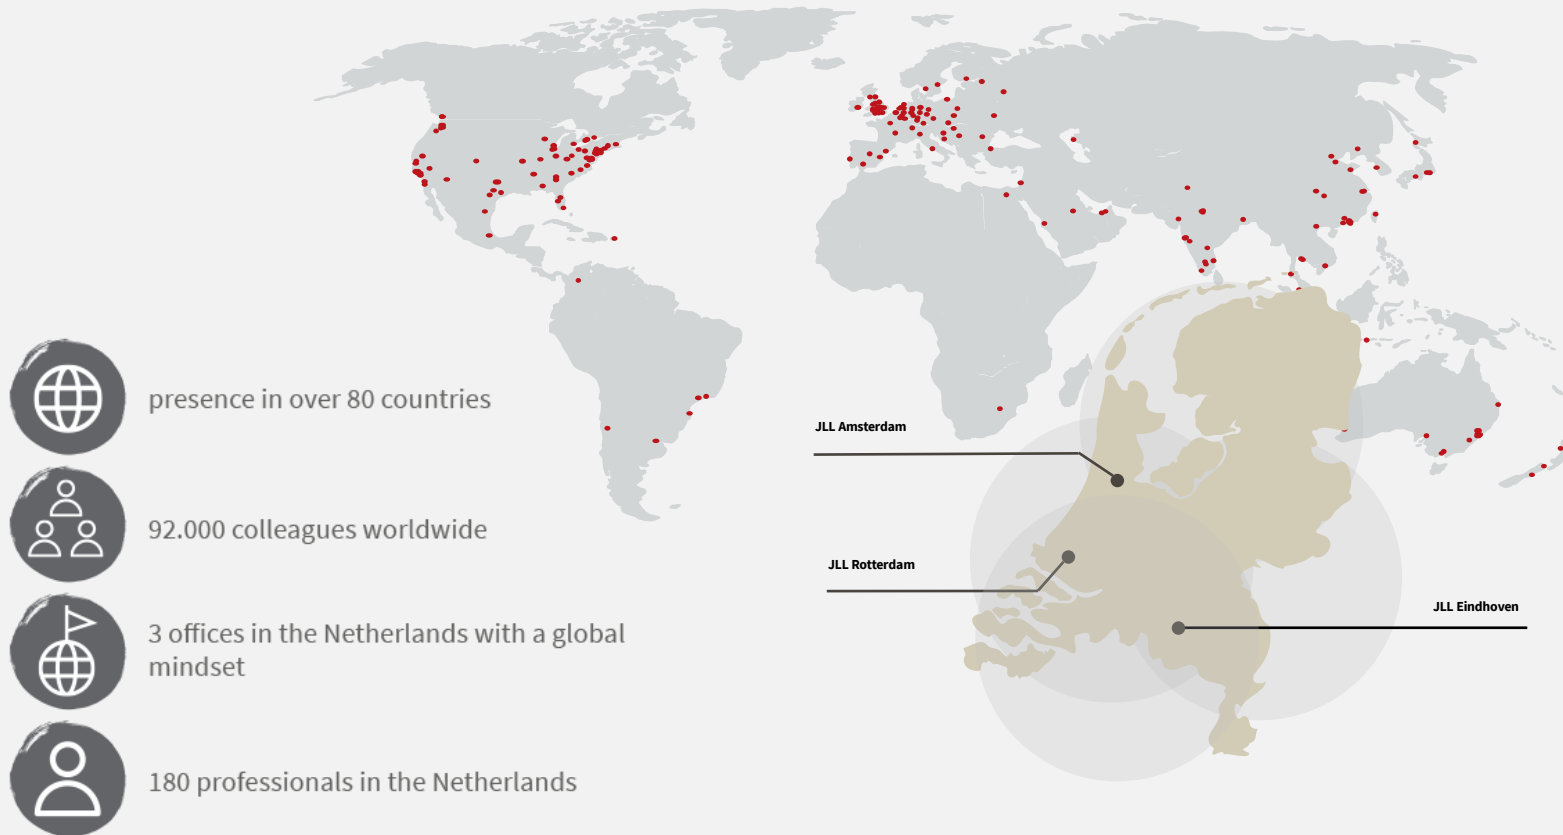 presence in over 80 countries
92.000 colleagues worldwide
3 offices in the Netherlands with a global
mindset
180 professionals in the Netherlands
JLL Amsterdam
JLL Rotterdam
JLL Eindhoven